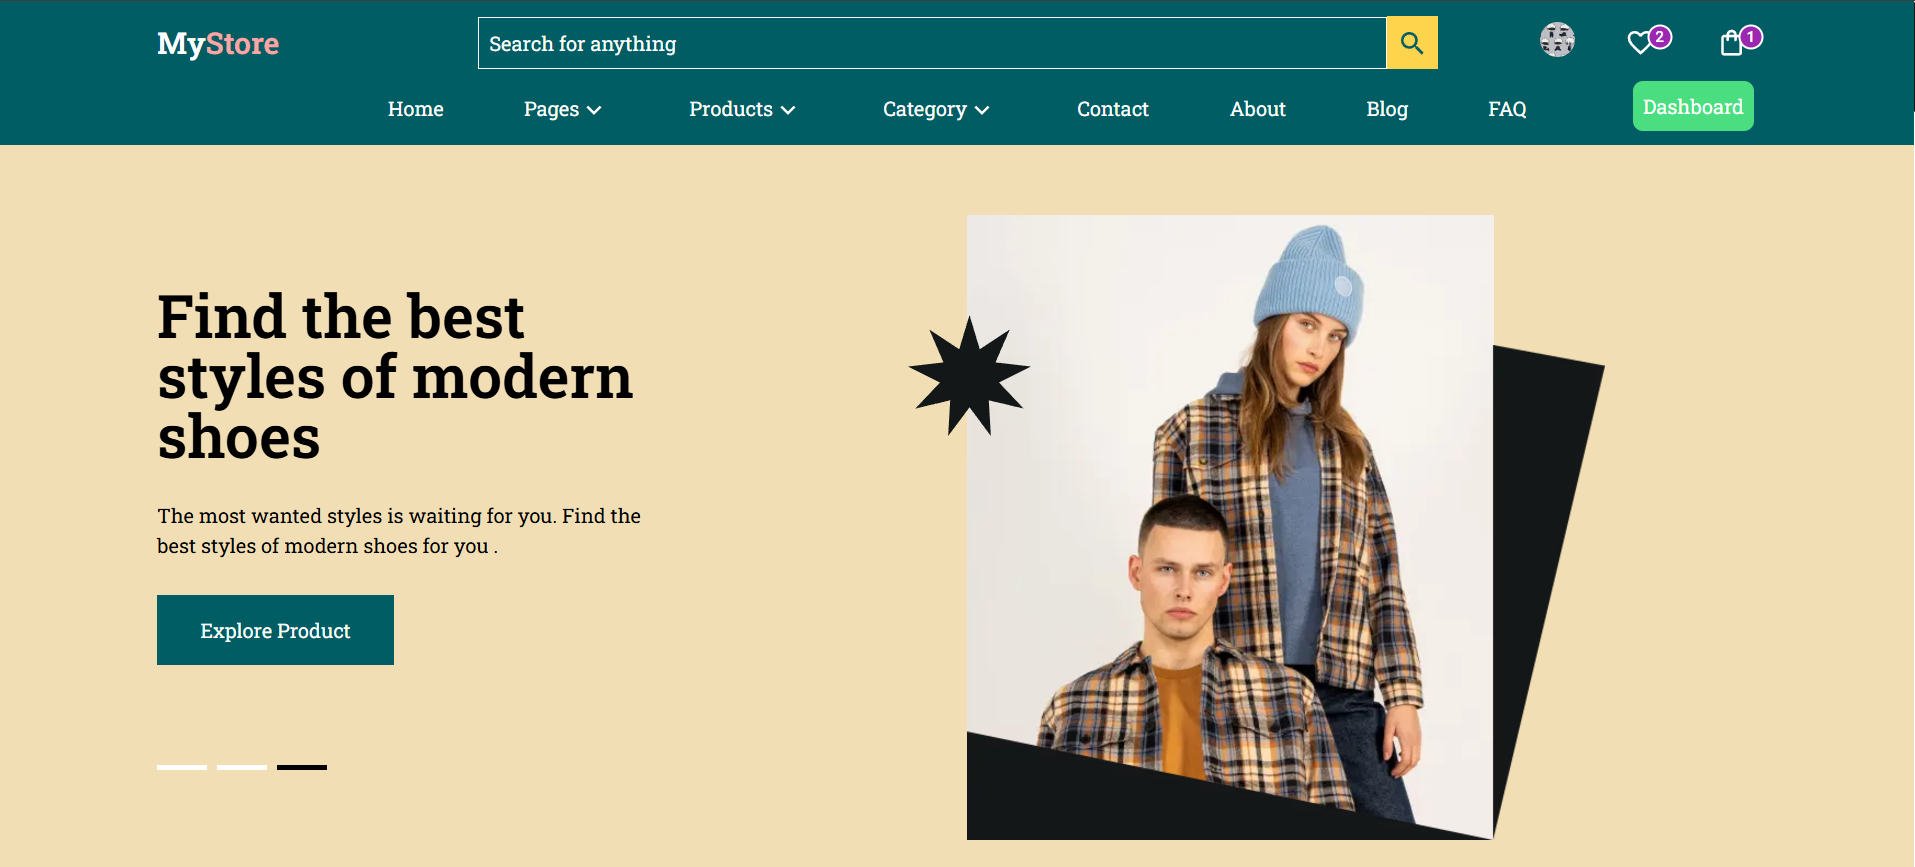 MyStore
Search for anything
2
1
Home
Pages
Products
Category
Contact
About
Blog
FAQ
Dashboard
Find the best
styles of modern
shoes
The most wanted styles is waiting for you. Find the
best styles of modern shoes for you .
Explore Product